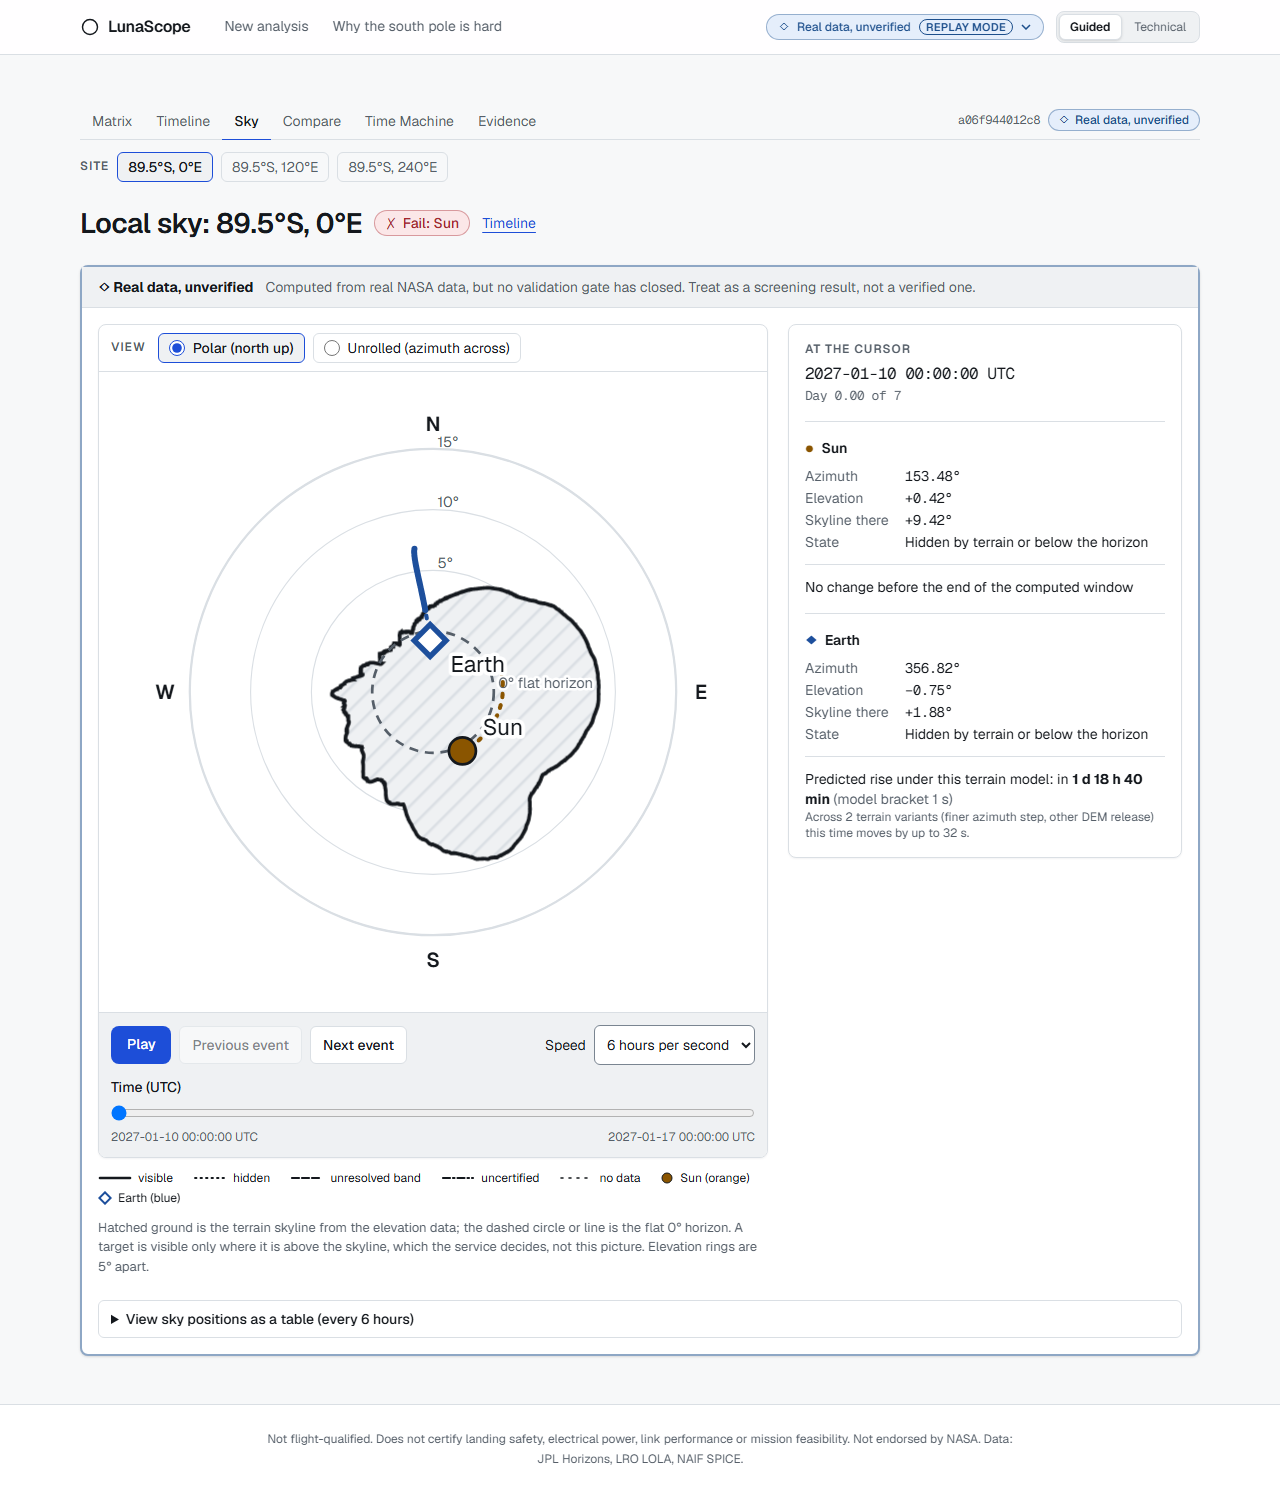 LunaScope
New analysis
Why the south pole is hard
Real data, unverified REPLAY MODE
Guided
Technical
Matrix
Timeline
Sky
Compare
Time Machine
Evidence
a06f944012c8
Real data, unverified
SITE
89.5°S, 0°E
89.5°S, 120°E
89.5°S, 240°E
Local sky: 89.5°S, 0°E
Fail: Sun
Timeline
Real data, unverified Computed from real NASA data, but no validation gate has closed. Treat as a screening result, not a verified one.
VIEW
Polar (north up)
Unrolled (azimuth across)
N
15°
10°
5°
Earth
0° flat horizon
W
E
Sun
S
Play
Previous event
Next event
Speed
6 hours per second
Time (UTC)
2027-01-10 00:00:00 UTC
2027-01-17 00:00:00 UTC
visible
hidden
unresolved band
uncertified
no data
Sun (orange)
Earth (blue)
Hatched ground is the terrain skyline from the elevation data; the dashed circle or line is the flat 0° horizon. A
target is visible only where it is above the skyline, which the service decides, not this picture. Elevation rings are
5° apart.
AT THE CURSOR
2027-01-10 00:00:00 UTC
Day 0.00 of 7
Sun
Azimuth 153.48°
Elevation +0.42°
Skyline there +9.42°
State Hidden by terrain or below the horizon
No change before the end of the computed window
Earth
Azimuth 356.82°
Elevation −0.75°
Skyline there +1.88°
State Hidden by terrain or below the horizon
Predicted rise under this terrain model: in 1 d 18 h 40
min (model bracket 1 s)
Across 2 terrain variants (finer azimuth step, other DEM release)
this time moves by up to 32 s.
View sky positions as a table (every 6 hours)
Not flight-qualified. Does not certify landing safety, electrical power, link performance or mission feasibility. Not endorsed by NASA. Data:
JPL Horizons, LRO LOLA, NAIF SPICE.